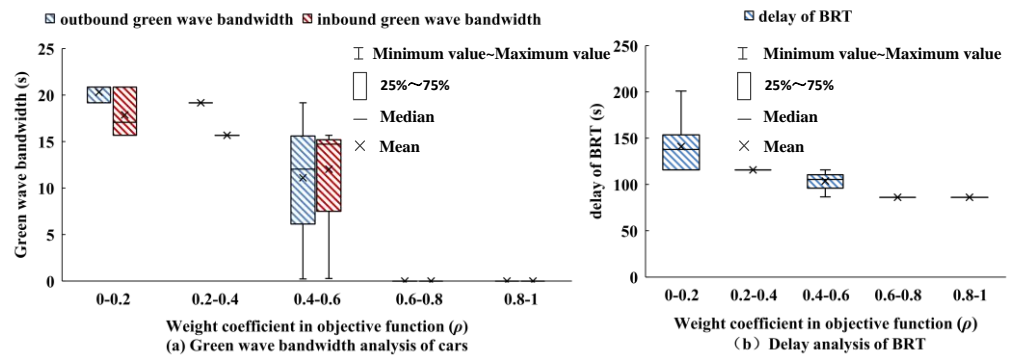 outbound green wave bandwidth inbound green wave bandwidth
25
20
15
10
5
0
Green wave bandwidth (s)
Minimum value~Maximum value
25%～75%
Median
Mean
0-0.2 0.2-0.4 0.4-0.6 0.6-0.8 0.8-1
Weight coefficient in objective function (ρ)
(a) Green wave bandwidth analysis of cars
delay of BRT
250
200
150
100
50
0
delay of BRT (s)
Minimum value~Maximum value
25%～75%
Median
Mean
0-0.2 0.2-0.4 0.4-0.6 0.6-0.8 0.8-1
Weight coefficient in objective function (ρ)
（b）Delay analysis of BRT